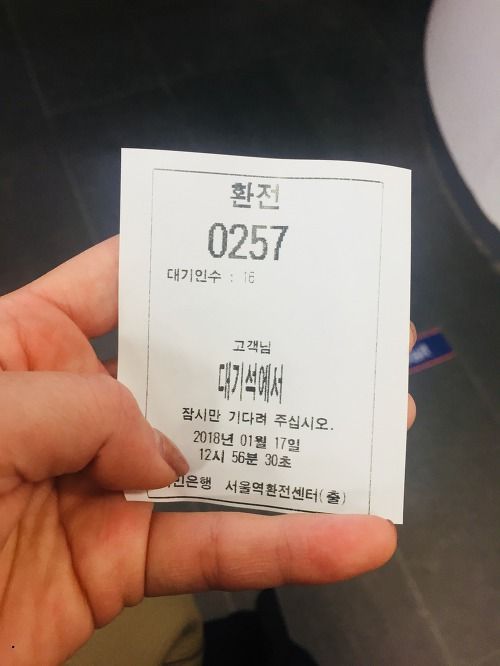 환전
0257
대기인수 : 16
고객님
대기석에서
잠시만 기다려 주십시오.
2018년 01월 17일
12시 56분 30초
민은행 서울역환전센터(출)